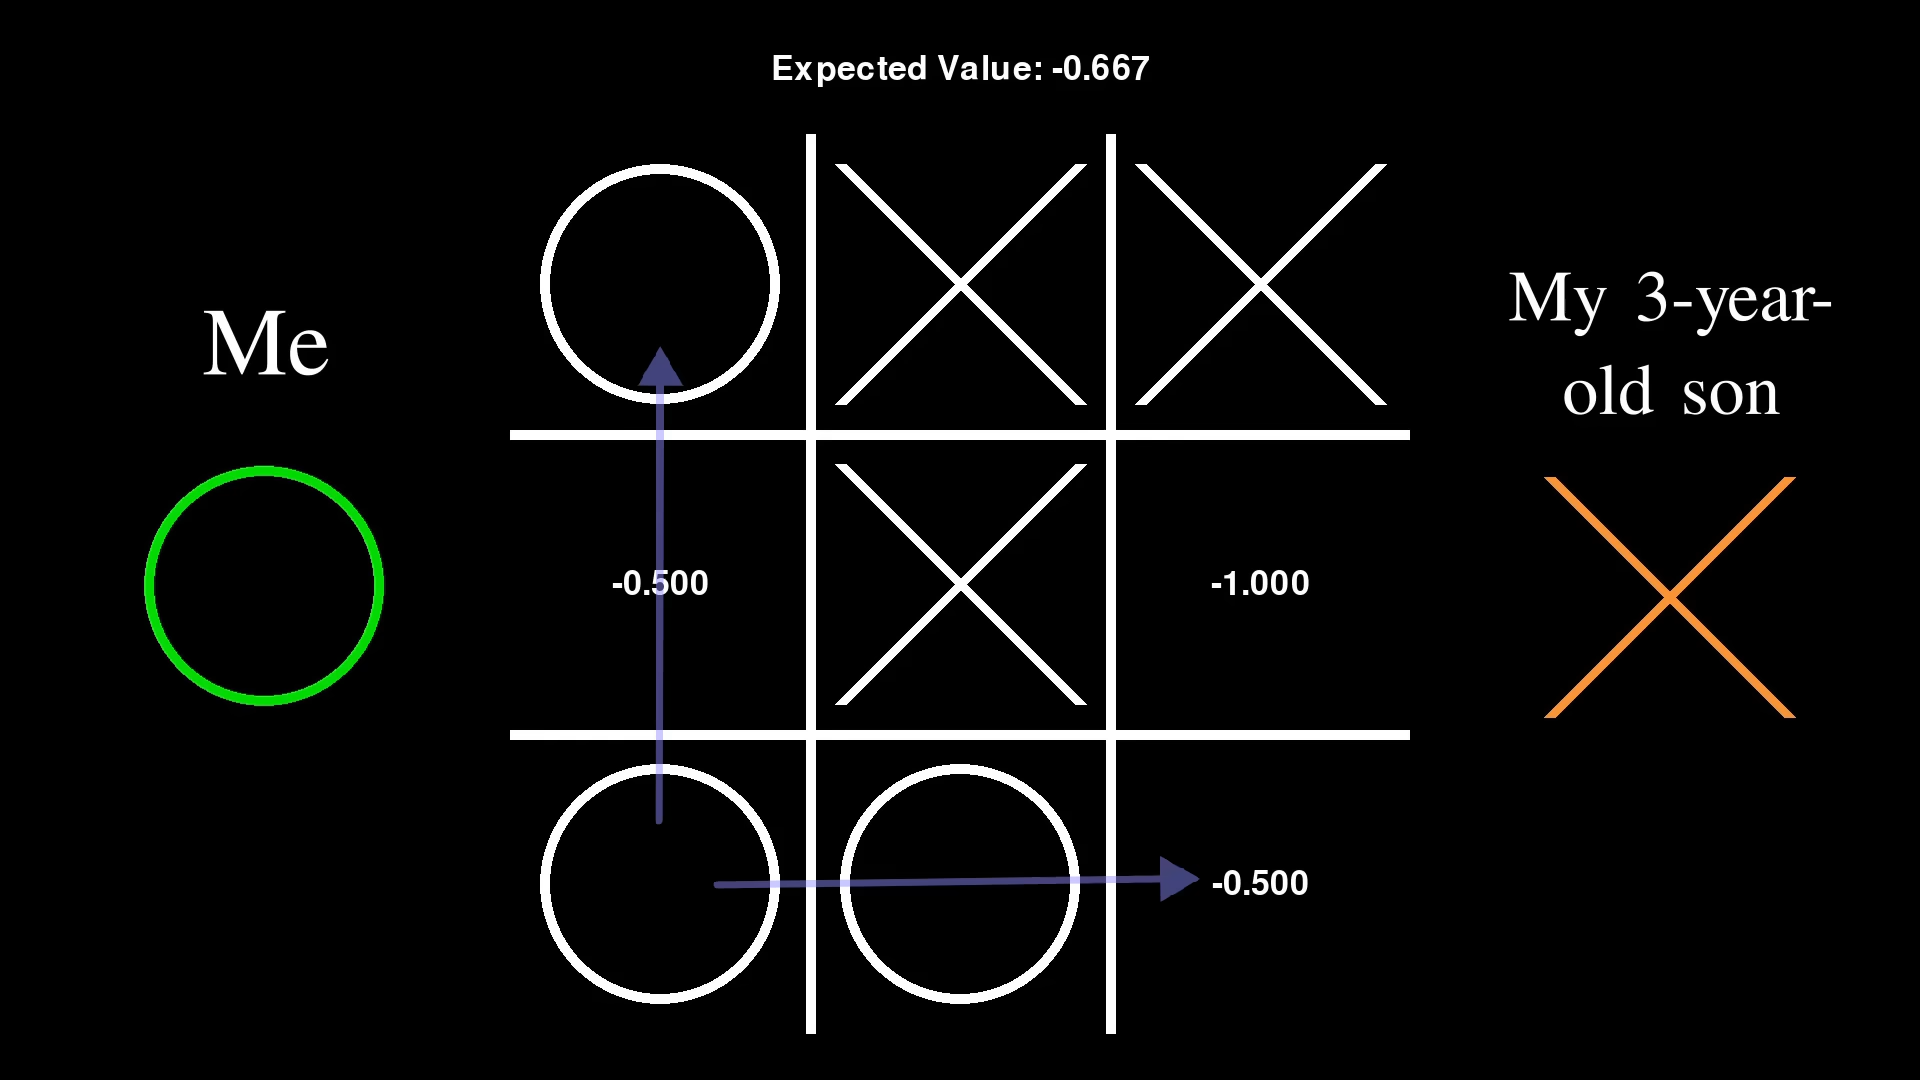 Expected Value: -0.667
Me
My 3-year-
old son
-0.500
-1.000
-0.500